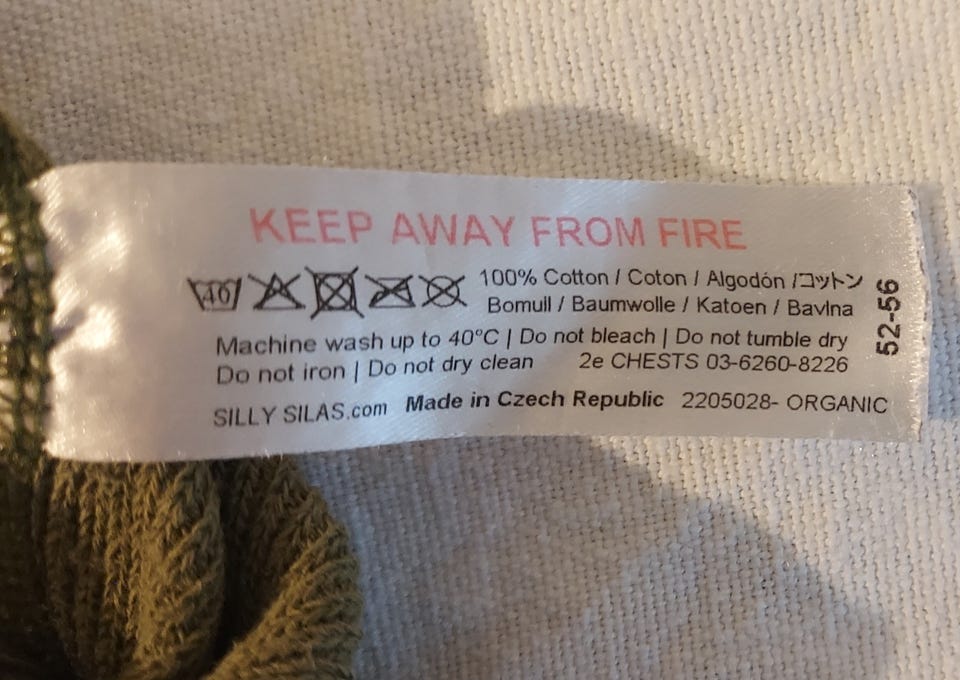 KEEP AWAY FROM FIRE
40
100% Cotton / Coton / Algodón /コットン
Bomull / Baumwolle / Katoen / Bavlna
Machine wash up to 40°C | Do not bleach | Do not tumble dry
Do not iron | Do not dry clean 2e CHESTS 03-6260-8226
SILLY SILAS.com Made in Czech Republic 2205028- ORGANIC
52-56